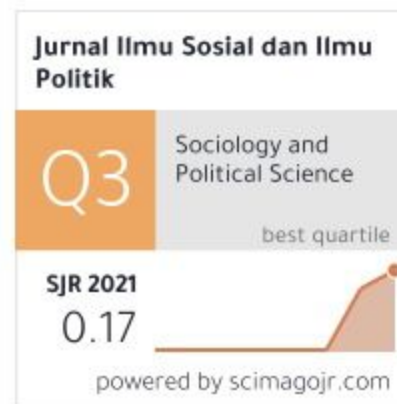 Jurnal Ilmu Sosial dan Ilmu
Politik
Q3
Sociology and
Political Science
best quartile
SJR 2021
0.17
powered by scimagojr.com